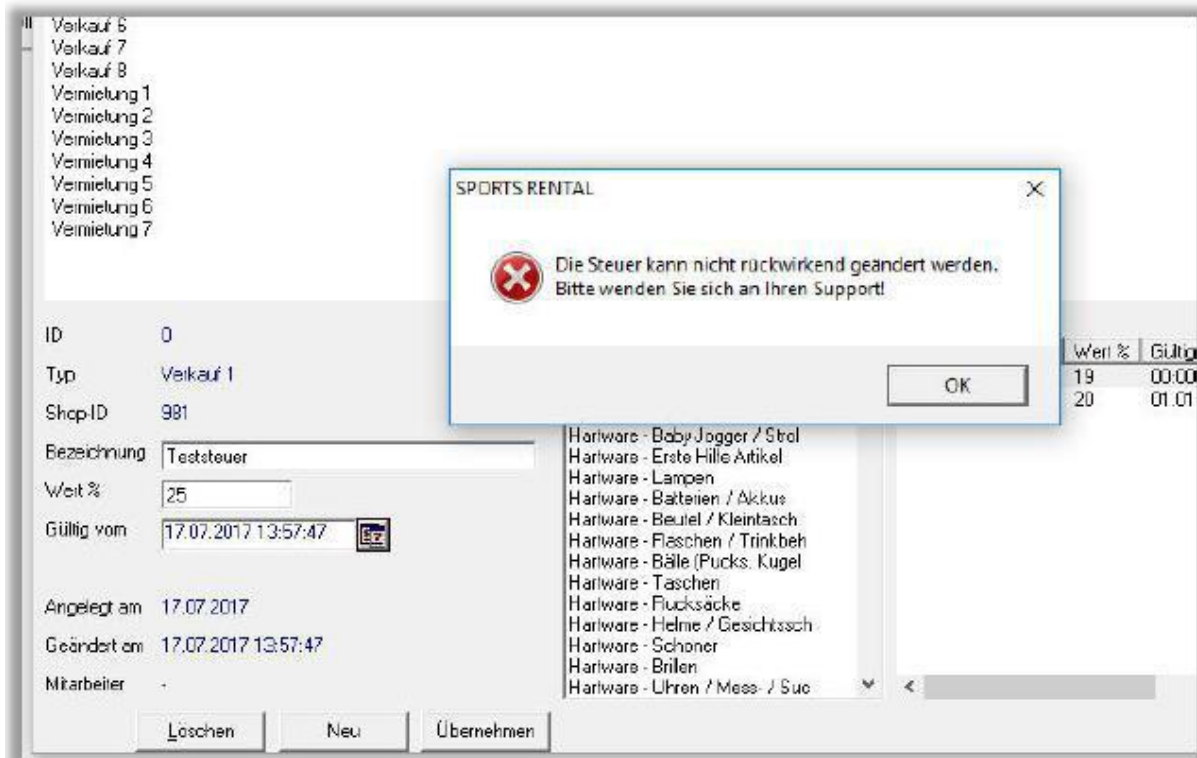 Verkauf 6
Verkauf 7
Verkauf 8
Vermietung 1
Vermietung 2
Vermietung 3
Vermietung 4
Vermietung 5
Vermietung 6
Vermietung 7
SPORTS RENTAL
Die Steuer kann nicht rückwirkend geändert werden.
Bitte wenden Sie sich an Ihren Support!
OK
ID 0
Typ Verkauf 1
Shop-ID 981
Bezeichnung Teststeuer
Wert % 25
Gültig vom 17.07.2017 13:57:47
Angelegt am 17.07.2017
Geändert am 17.07.2017 13:57:47
Mitarbeiter -
Löschen Neu Übernehmen
Hartware - Baby-Jogger / Strol
Hartware - Erste Hilfe Artikel
Hartware - Lampen
Hartware - Batterien / Akkus
Hartware - Beutel / Kleintasch
Hartware - Flaschen / Trinkbeh
Hartware - Bälle (Pucks, Kugel
Hartware - Taschen
Hartware - Rucksäcke
Hartware - Helme / Gesichtssch
Hartware - Schoner
Hartware - Brillen
Hartware - Uhren / Mess- / Suc
Wert % Gültig
19 00:00
20 01.01